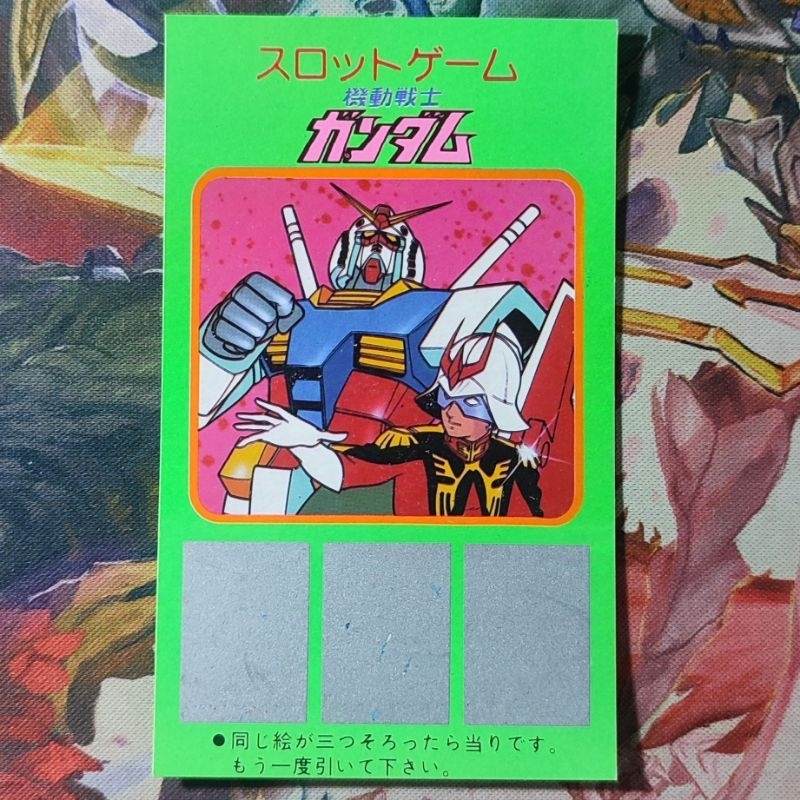 スロットゲーム
機動戦士
ガンダム
●同じ絵が三つそろったら当りです。
もう一度引いて下さい。